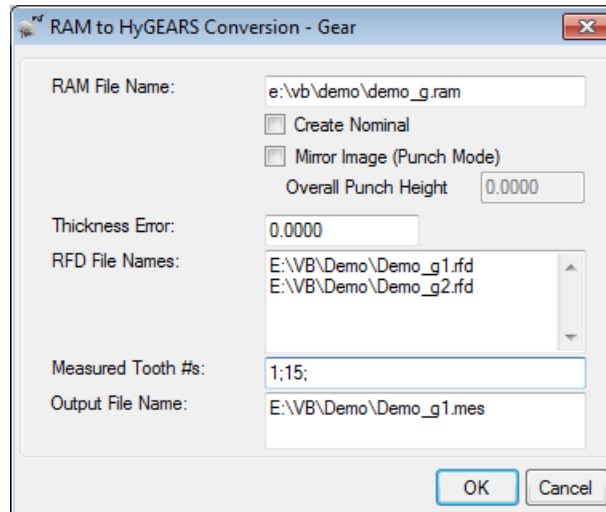 RAM to HyGEARS Conversion - Gear
RAM File Name:
e:\vb\demo\demo_g.ram
Create Nominal
Mirror Image (Punch Mode)
Overall Punch Height
0.0000
Thickness Error:
0.0000
RFD File Names:
E:\VB\Demo\Demo_g1.rfd
E:\VB\Demo\Demo_g2.rfd
Measured Tooth #s:
1;15;
Output File Name:
E:\VB\Demo\Demo_g1.mes
OK
Cancel